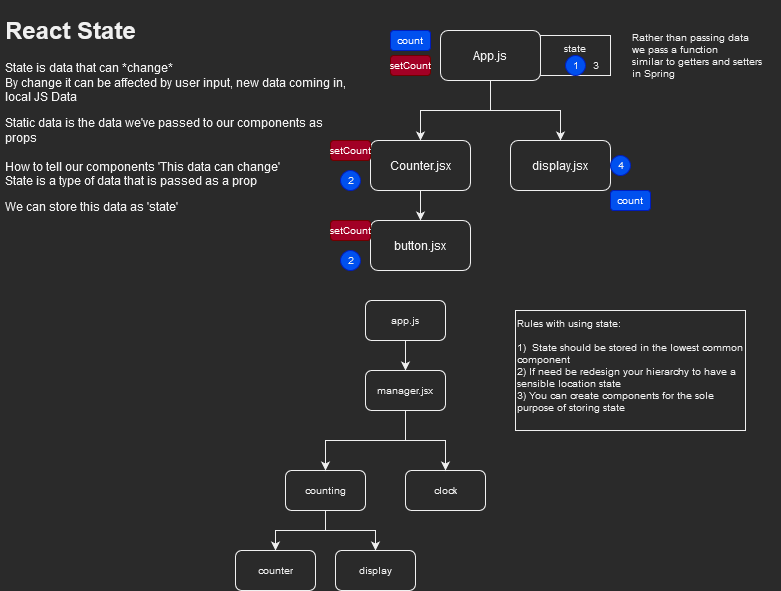 React State
State is data that can *change*
By change it can be affected by user input, new data coming in,
local JS Data
Static data is the data we've passed to our components as
props
How to tell our components 'This data can change'
State is a type of data that is passed as a prop
We can store this data as 'state'
count
setCount
App.js
state
1 3
Rather than passing data
we pass a function
similar to getters and setters
in Spring
setCount
2
Counter.jsx
display.jsx
4
count
setCount
2
button.jsx
app.js
manager.jsx
counting
clock
counter
display
Rules with using state:
1) State should be stored in the lowest common
component
2) If need be redesign your hierarchy to have a
sensible location state
3) You can create components for the sole
purpose of storing state